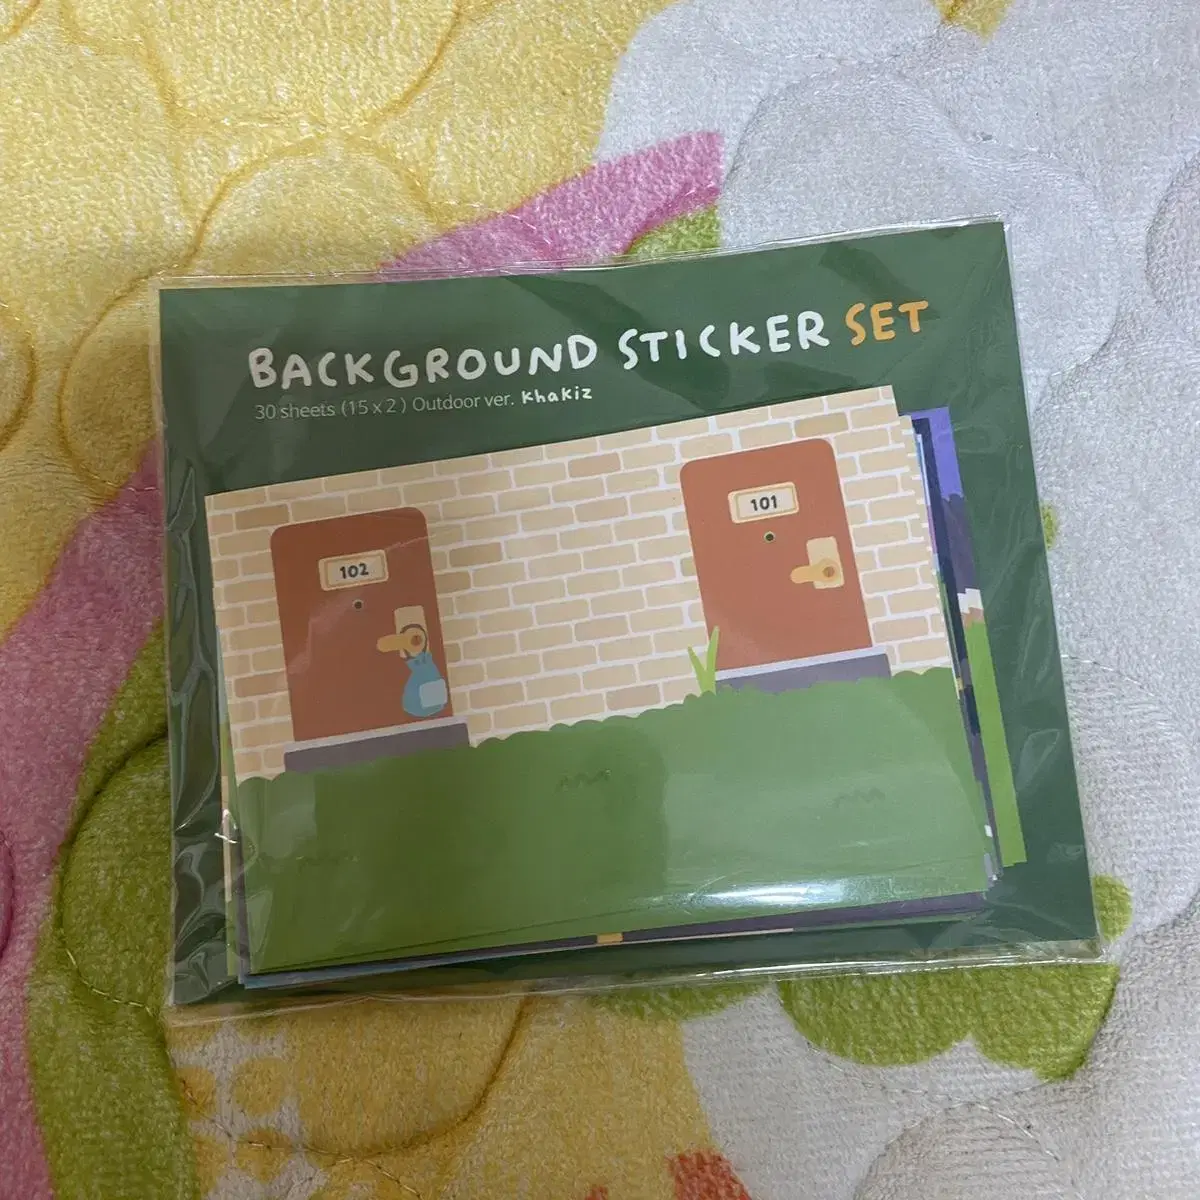 BACKGROUND STICKER SET
30 sheets (15 x 2) Outdoor ver. Khakiz
101
102